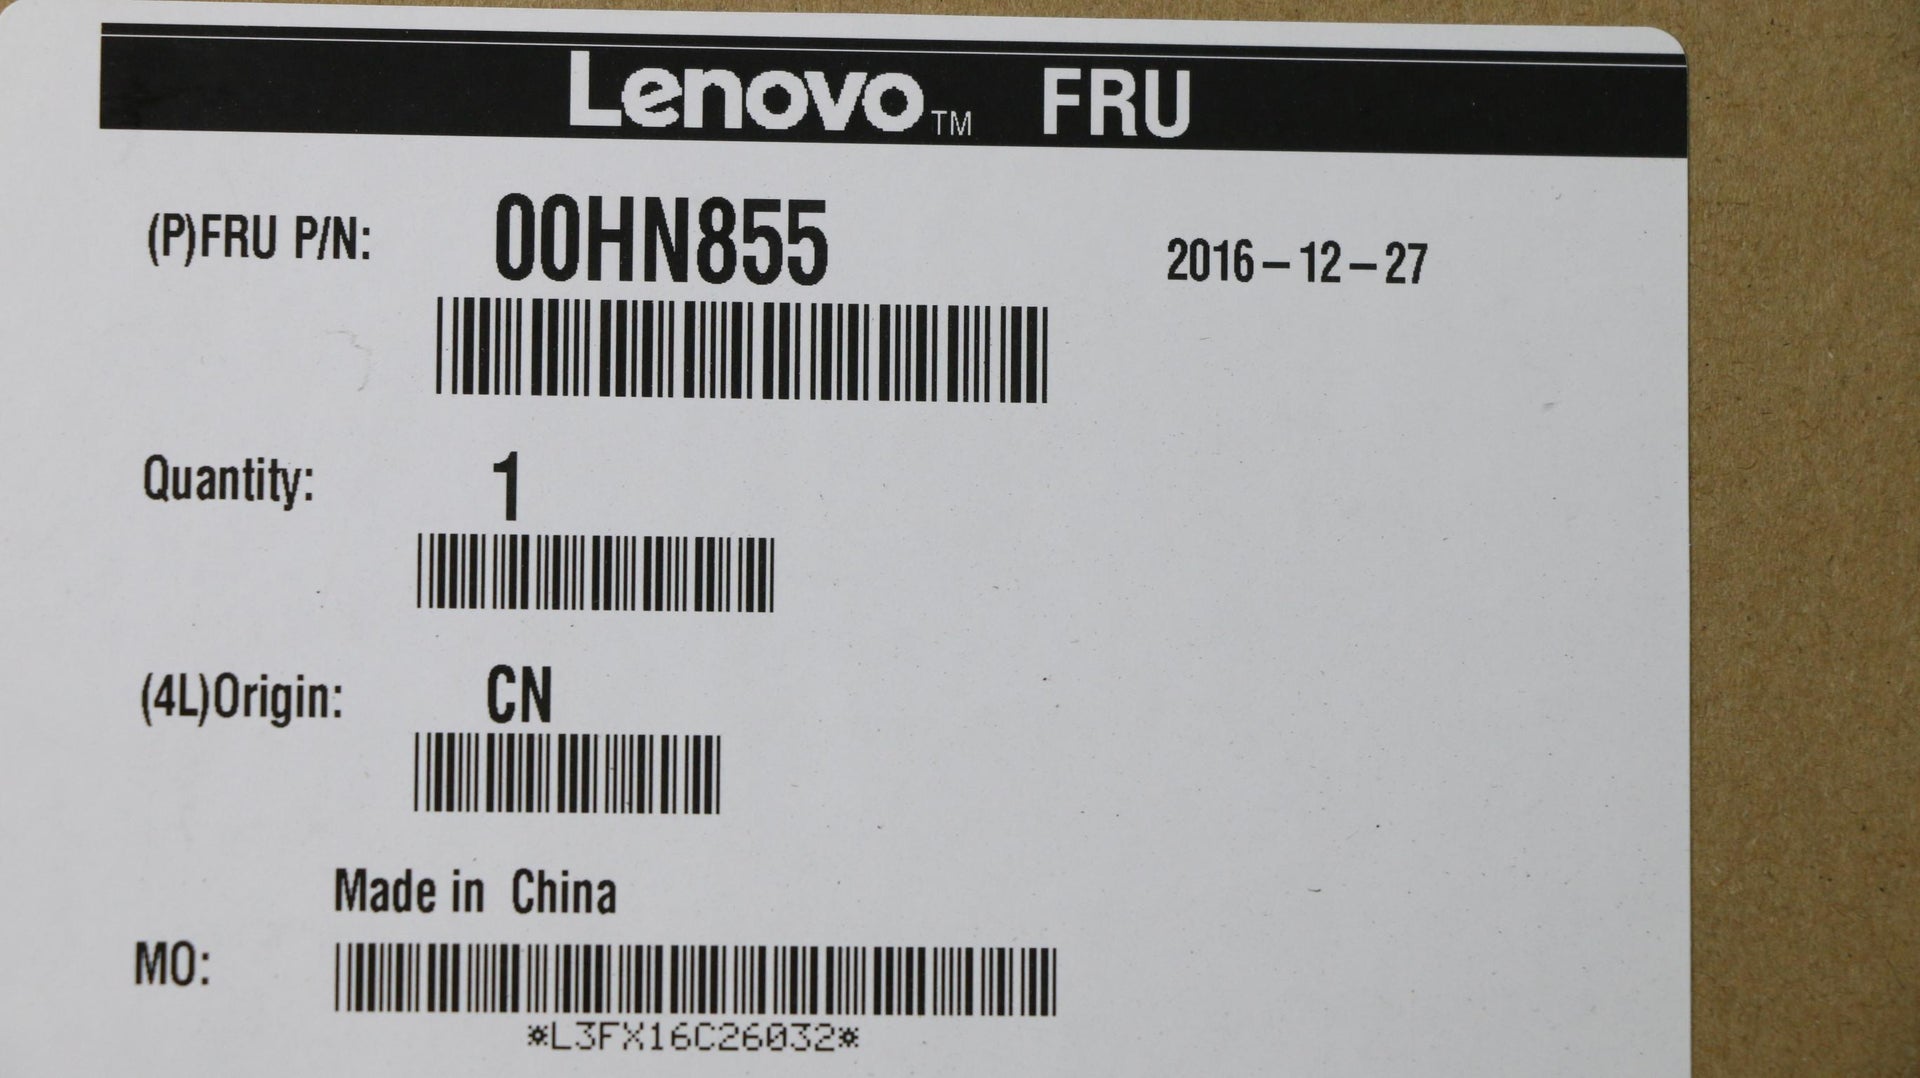 Lenovo™ FRU
(P)FRU P/N: 00HN855 2016-12-27
Quantity: 1
(4L)Origin: CN
Made in China
MO:
*L3FX16C26032*